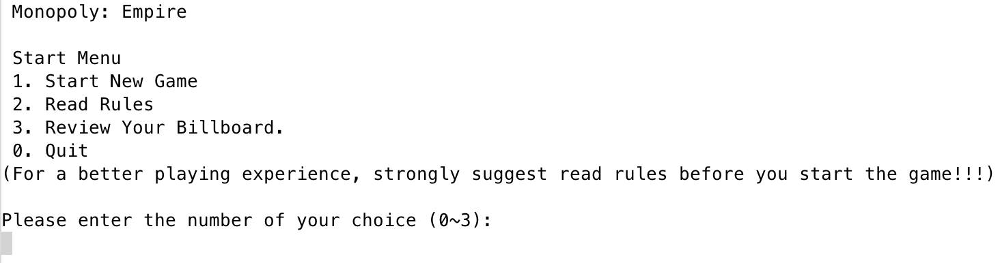 Monopoly: Empire
Start Menu
1. Start New Game
2. Read Rules
3. Review Your Billboard.
0. Quit
(For a better playing experience, strongly suggest read rules before you start the game!!!)
Please enter the number of your choice (0~3):